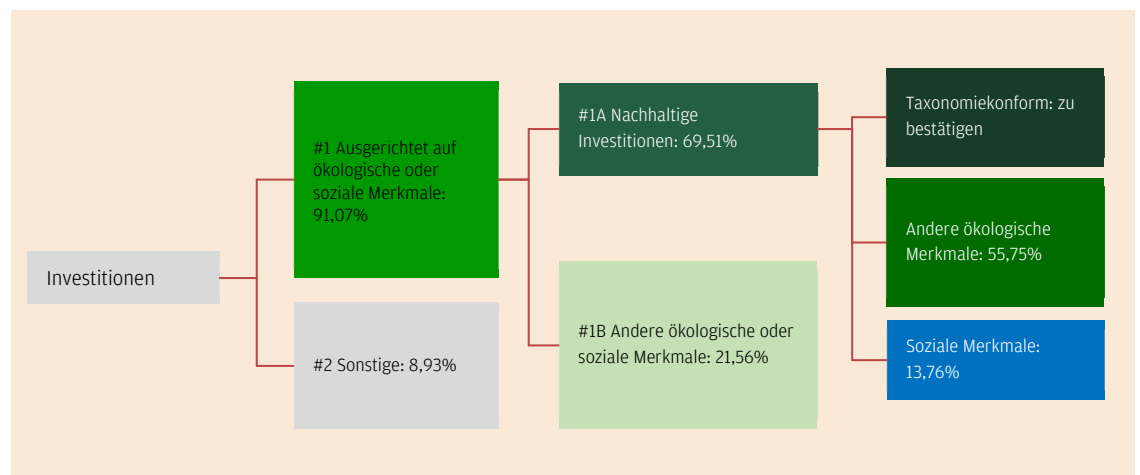 Investitionen
#1 Ausgerichtet auf
ökologische oder
soziale Merkmale:
91,07%
#2 Sonstige: 8,93%
#1A Nachhaltige
Investitionen: 69,51%
#1B Andere ökologische oder
soziale Merkmale: 21,56%
Taxonomiekonform: zu
bestätigen
Andere ökologische
Merkmale: 55,75%
Soziale Merkmale:
13,76%